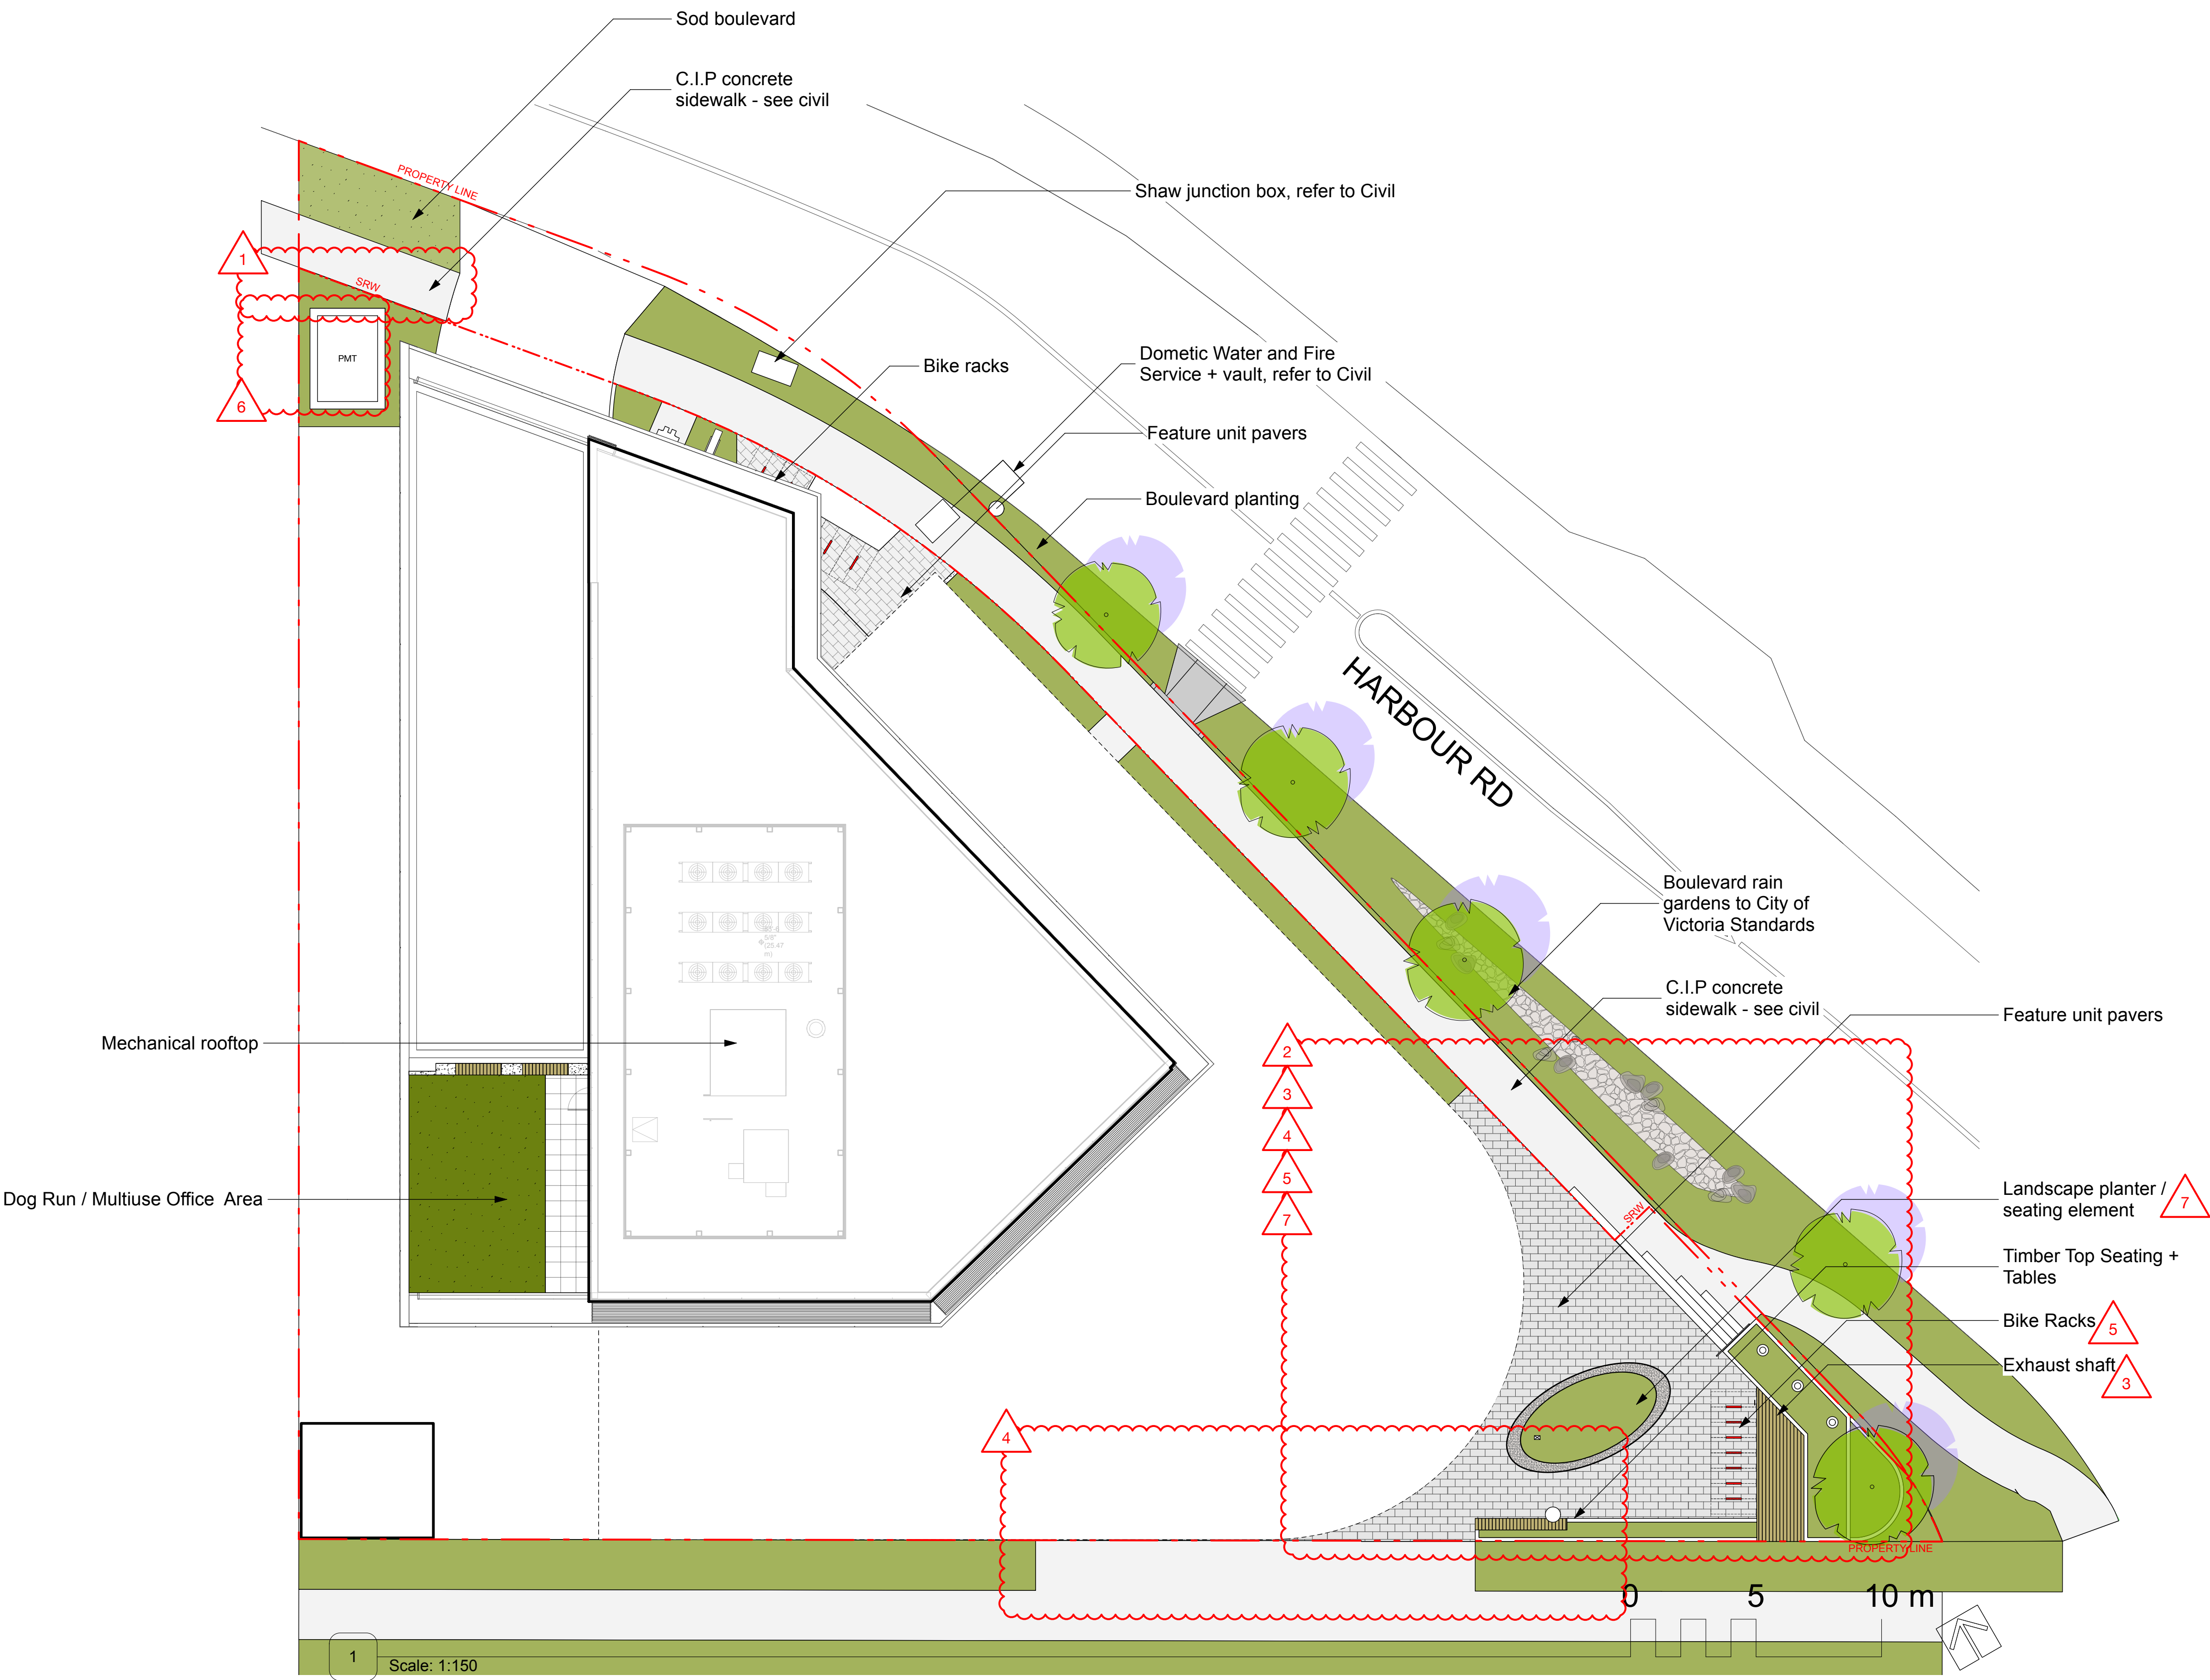 Sod boulevard
C.I.P concrete
sidewalk - see civil
PROPERTY LINE
Shaw junction box, refer to Civil
1
SRW
PMT
6
Bike racks
Dometic Water and Fire
Service + vault, refer to Civil
Feature unit pavers
Boulevard planting
HARBOUR RD
Boulevard rain
gardens to City of
Victoria Standards
5/8"
(25.47
m)
C.I.P concrete
sidewalk - see civil
Feature unit pavers
Mechanical rooftop
2
3
4
5
7
Dog Run / Multiuse Office Area
Landscape planter /
seating element
7
SRW
Timber Top Seating +
Tables
Bike Racks
5
Exhaust shaft
3
4
PROPERTY LINE
0 5 10 m
1
Scale: 1:150